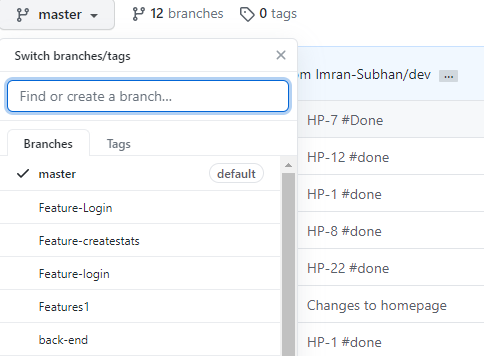 master 12 branches 0 tags
Switch branches/tags
Find or create a branch...
Branches Tags
master default
Feature-Login
Feature-createstats
Feature-login
Features1
back-end
om Imran-Subhan/dev ...
HP-7 #Done
HP-12 #done
HP-1 #done
HP-8 #done
HP-22 #done
Changes to homepage
HP-1 #done